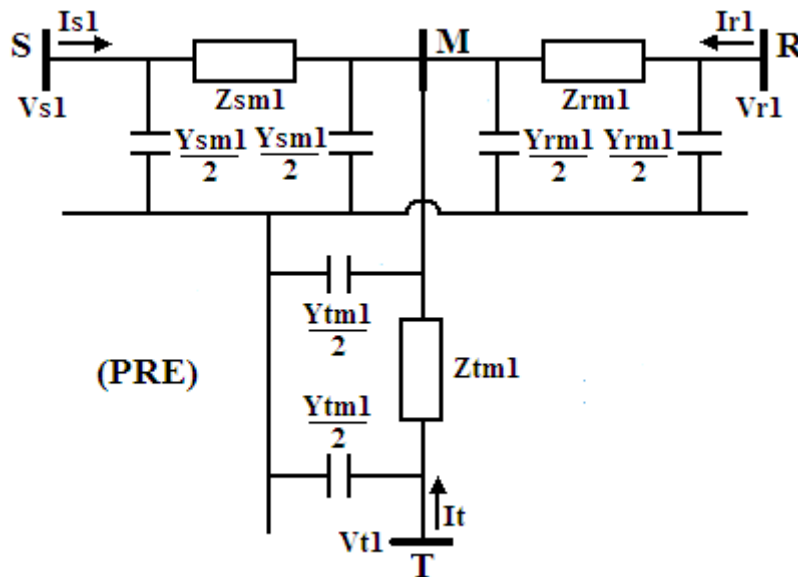 Is1
S
Vs1
Zsm1
M
Zrm1
Ir1
R
Vr1
Ysm1
2
Ysm1
2
Yrm1
2
Yrm1
2
Ytm1
2
(PRE)
Ztm1
Ytm1
2
It
Vt1
T